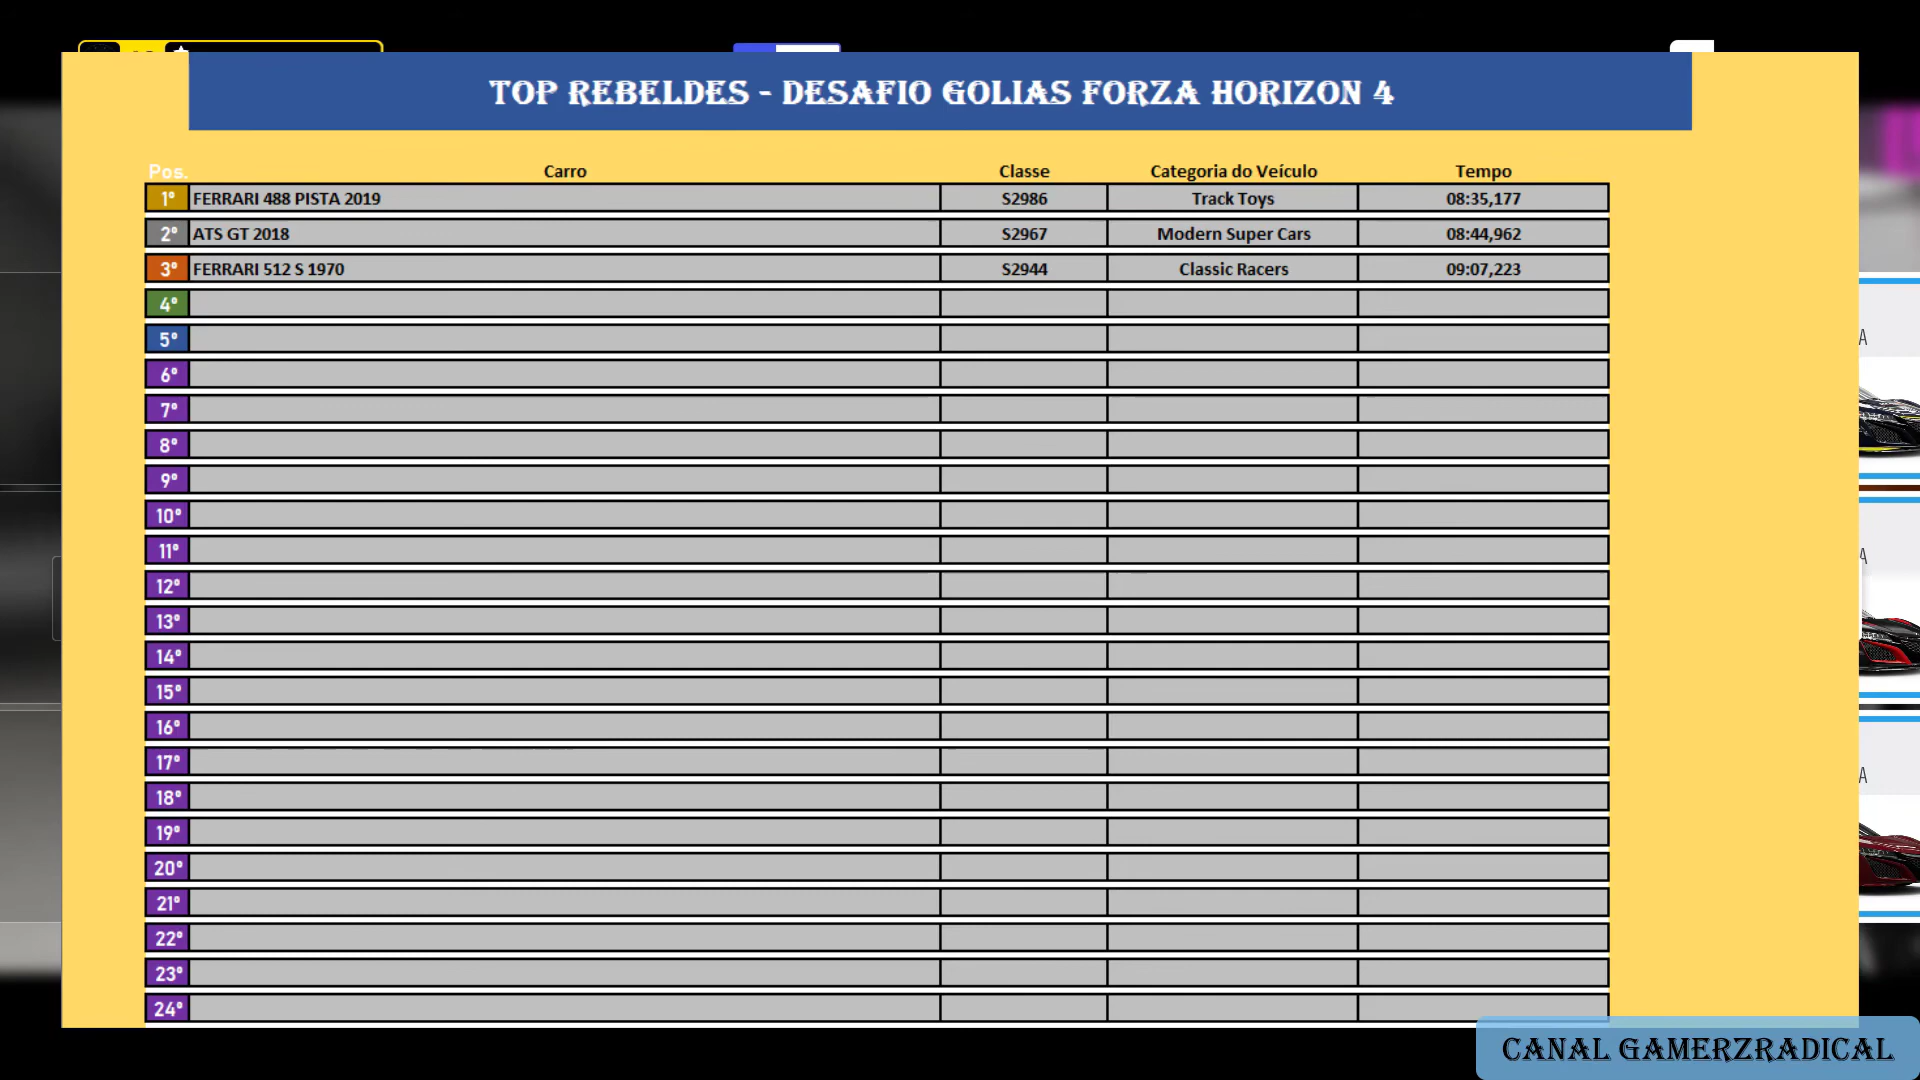 TOP REBELDES - DESAFIO GOLIAS FORZA HORIZON 4
Pos. Carro Classe Categoria do Veículo Tempo
1º FERRARI 488 PISTA 2019 S2986 Track Toys 08:35,177
2º ATS GT 2018 S2967 Modern Super Cars 08:44,962
3º FERRARI 512 S 1970 S2944 Classic Racers 09:07,223
4º
5º
6º
7º
8º
9º
10º
11º
12º
13º
14º
15º
16º
17º
18º
19º
20º
21º
22º
23º
24º
A
A
A
CANAL GAMERZRADICAL